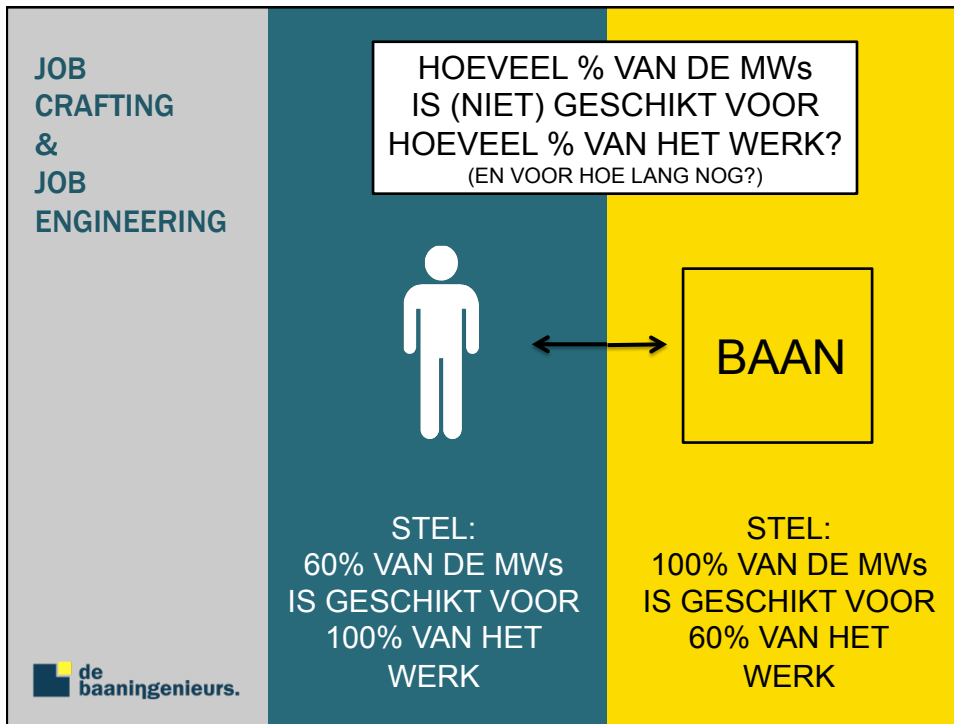 JOB
CRAFTING
&
JOB
ENGINEERING
HOEVEEL % VAN DE MWs
IS (NIET) GESCHIKT VOOR
HOEVEEL % VAN HET WERK?
(EN VOOR HOE LANG NOG?)
BAAN
STEL:
60% VAN DE MWs
IS GESCHIKT VOOR
100% VAN HET
WERK
STEL:
100% VAN DE MWs
IS GESCHIKT VOOR
60% VAN HET
WERK
de
baaningenieurs.